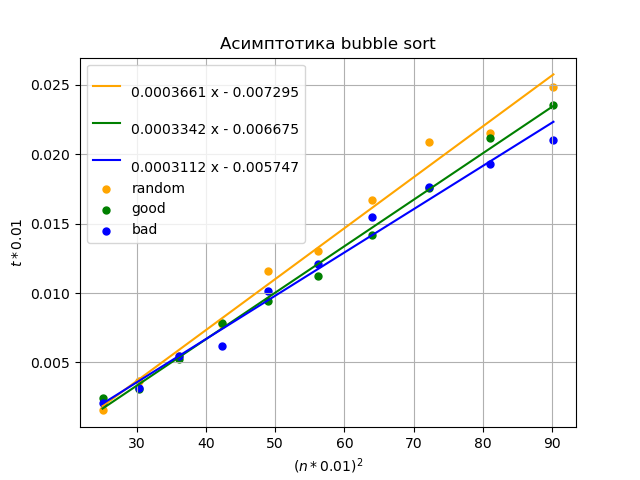 Асимптотика bubble sort
0.0003661 x - 0.007295
0.0003342 x - 0.006675
0.0003112 x - 0.005747
random
good
bad
0.025
0.020
0.015
0.010
0.005
t * 0.01
30 40 50 60 70 80 90
(n * 0.01)²